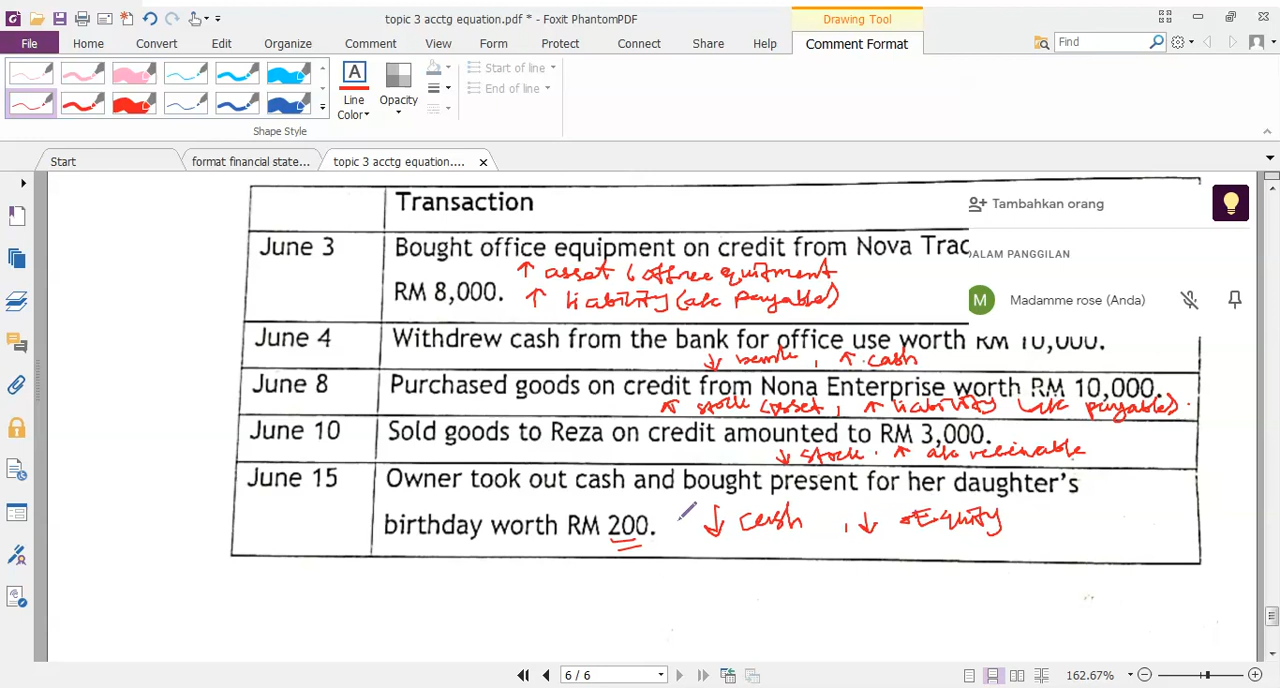 topic 3 acctg equation.pdf * - Foxit PhantomPDF
Drawing Tool
File Home Convert Edit Organize Comment View Form Protect Connect Share Help Comment Format
Find
A
Line Color
Opacity
Start of line
End of line
Shape Style
Start
format financial state...
topic 3 acctg equation....
Transaction
Tambahkan orang
June 3
Bought office equipment on credit from Nova Trad
DALAM PANGGILAN
↑ asset ( office equitment
RM 8,000.
↑ liability (a/c payable)
M Madamme rose (Anda)
June 4
Withdrew cash from the bank for office use worth RM 10,000.
↓ bank , ↑ cash
June 8
Purchased goods on credit from Nona Enterprise worth RM 10,000.
↑ stock (asset , ↑ liability (a/c payable) .
June 10
Sold goods to Reza on credit amounted to RM 3,000.
↓ stock . ↑ a/c receivable
June 15
Owner took out cash and bought present for her daughter's
birthday worth RM 200.
↓ cash , ↓ Equity
6 / 6
162.67%